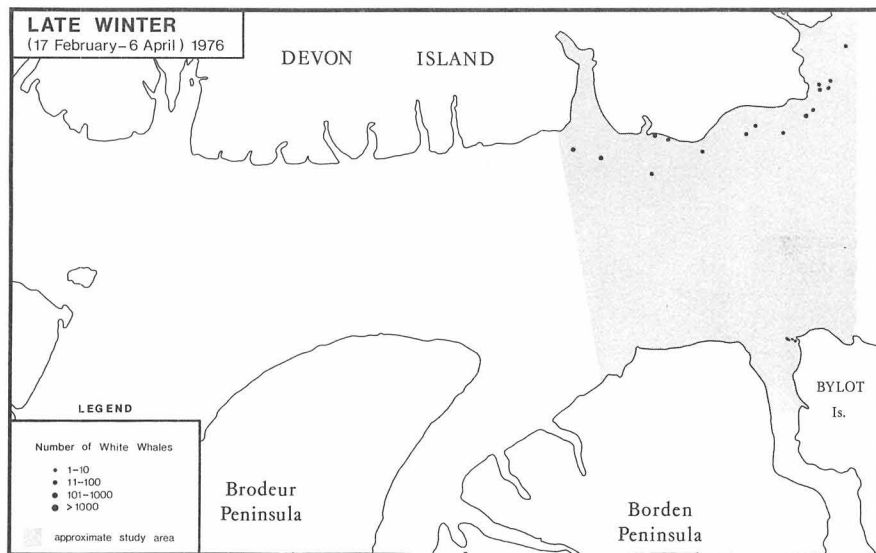 LATE WINTER
(17 February–6 April) 1976
DEVON ISLAND
BYLOT
Is.
LEGEND
Number of White Whales
1–10
11–100
101–1000
>1000
approximate study area
Brodeur
Peninsula
Borden
Peninsula